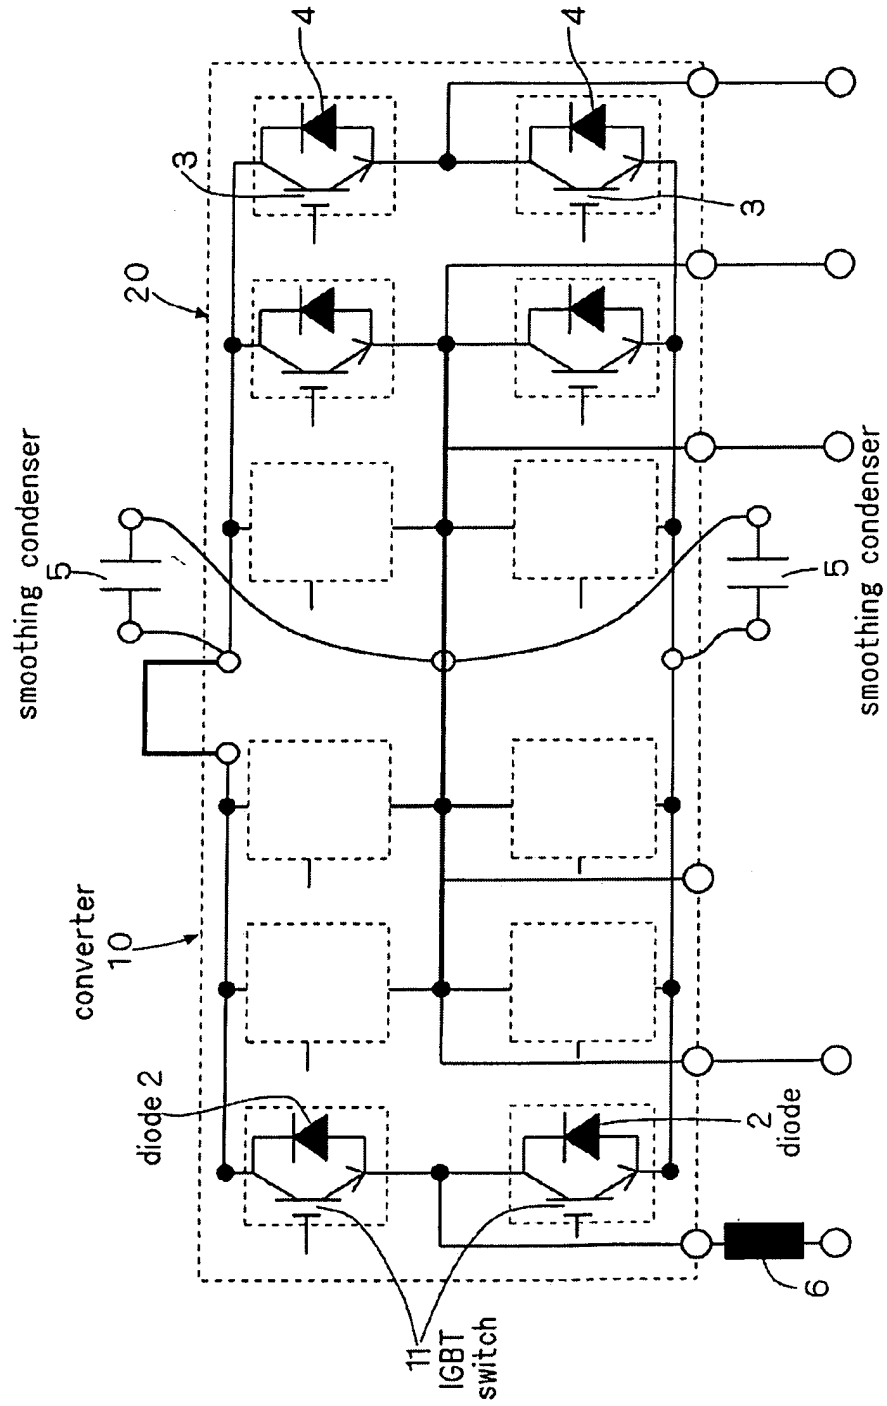 smoothing condenser
5
20
3
4
converter
10
diode 2
4
3
5
smoothing condenser
2
diode
11
IGBT
switch
6